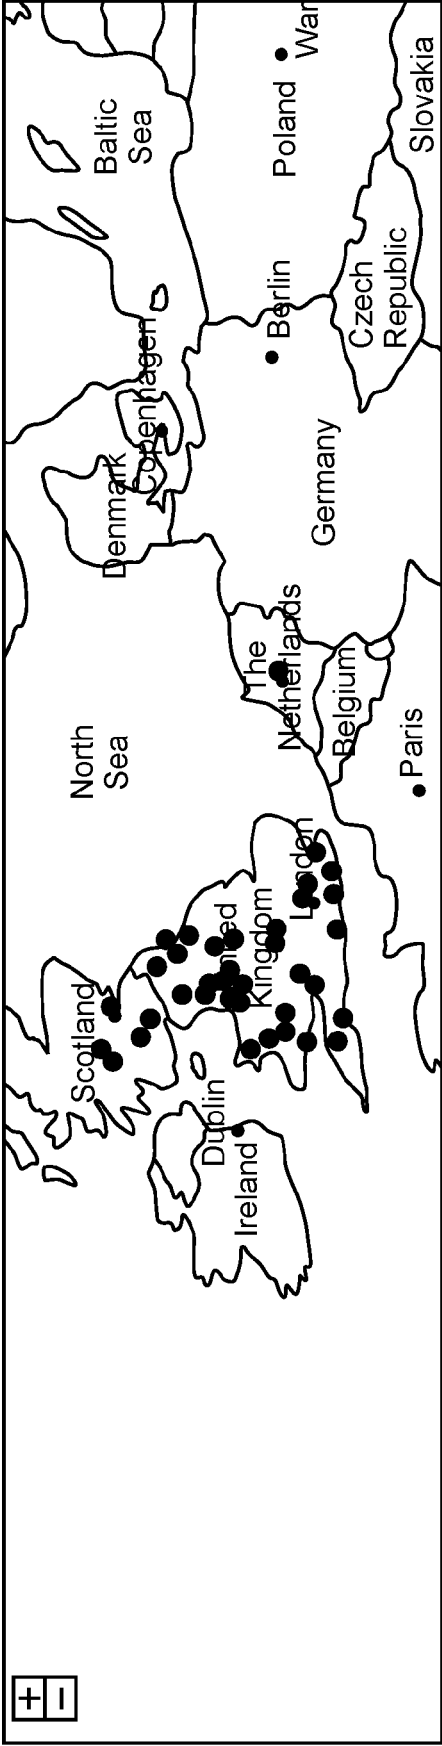 +
−
Scotland
North
Sea
Denmark
Copenhagen
Baltic
Sea
Dublin
Ireland
United
Kingdom
London
The
Netherlands
Belgium
Paris
Germany
Berlin
Poland
Czech
Republic
Slovakia